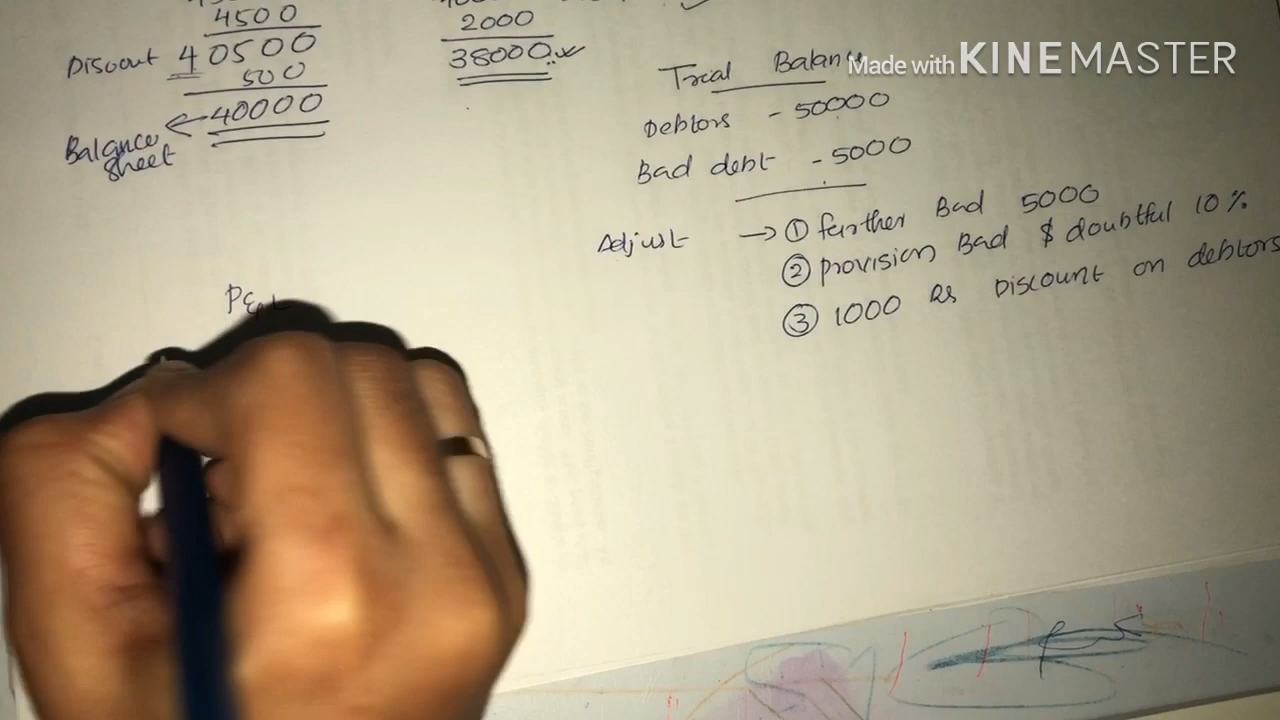 4500
Discout 40500
500
40000
Balance
sheet
2000
38000
Made with KINEMASTER
Trial Balance
Debtors - 50000
Bad debt - 5000
Adjust → ① further Bad 5000
② provision Bad & doubtful 10%
③ 1000 Rs Discount on debtors